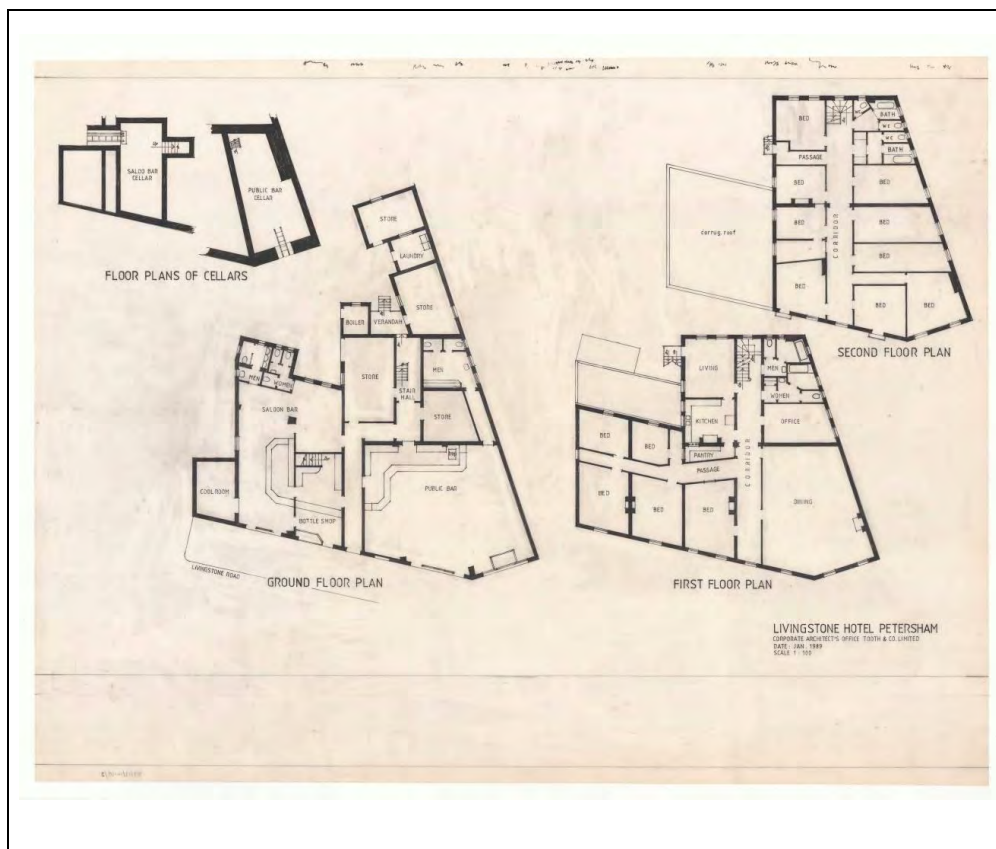 SALOO BAR
CELLAR
PUBLIC BAR
CELLAR
FLOOR PLANS OF CELLARS
STORE
LAUNDRY
STORE
BOILER
VERANDAH
STORE
STAIR
HALL
MEN
STORE
MEN
WOMEN
SALOON BAR
COOLROOM
BOTTLE SHOP
PUBLIC BAR
LIVINGSTONE ROAD
GROUND FLOOR PLAN
BED
BATH
WC
WC
BATH
PASSAGE
BED
BED
BED
BED
BED
BED
BED
BED
CORRIDOR
corrug. roof
SECOND FLOOR PLAN
LIVING
MEN
WOMEN
KITCHEN
OFFICE
PANTRY
PASSAGE
CORRIDOR
BED
BED
BED
BED
BED
DINING
FIRST FLOOR PLAN
LIVINGSTONE HOTEL PETERSHAM
CORPORATE ARCHITECT'S OFFICE TOOTH & CO. LIMITED
DATE: JAN. 1989
SCALE 1:100